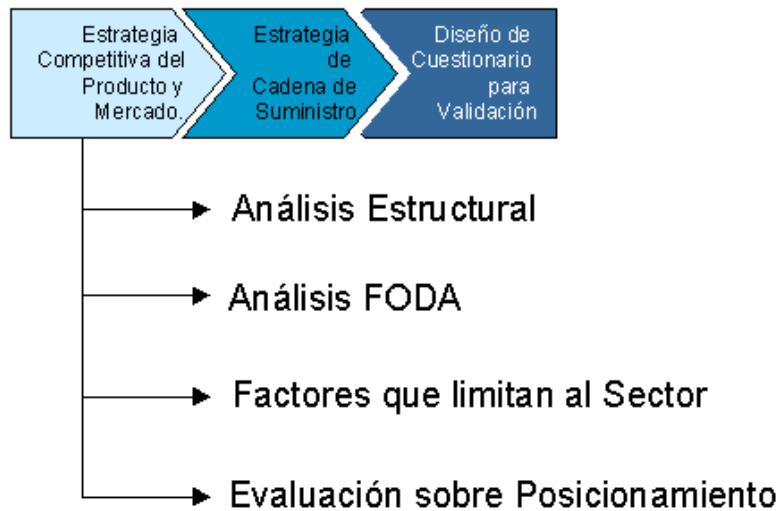 Estrategia
Competitiva del
Producto y
Mercado.
Estrategia
de
Cadena de
Suministro
Diseño de
Cuestionario
para
Validación
Análisis Estructural
Análisis FODA
Factores que limitan al Sector
Evaluación sobre Posicionamiento